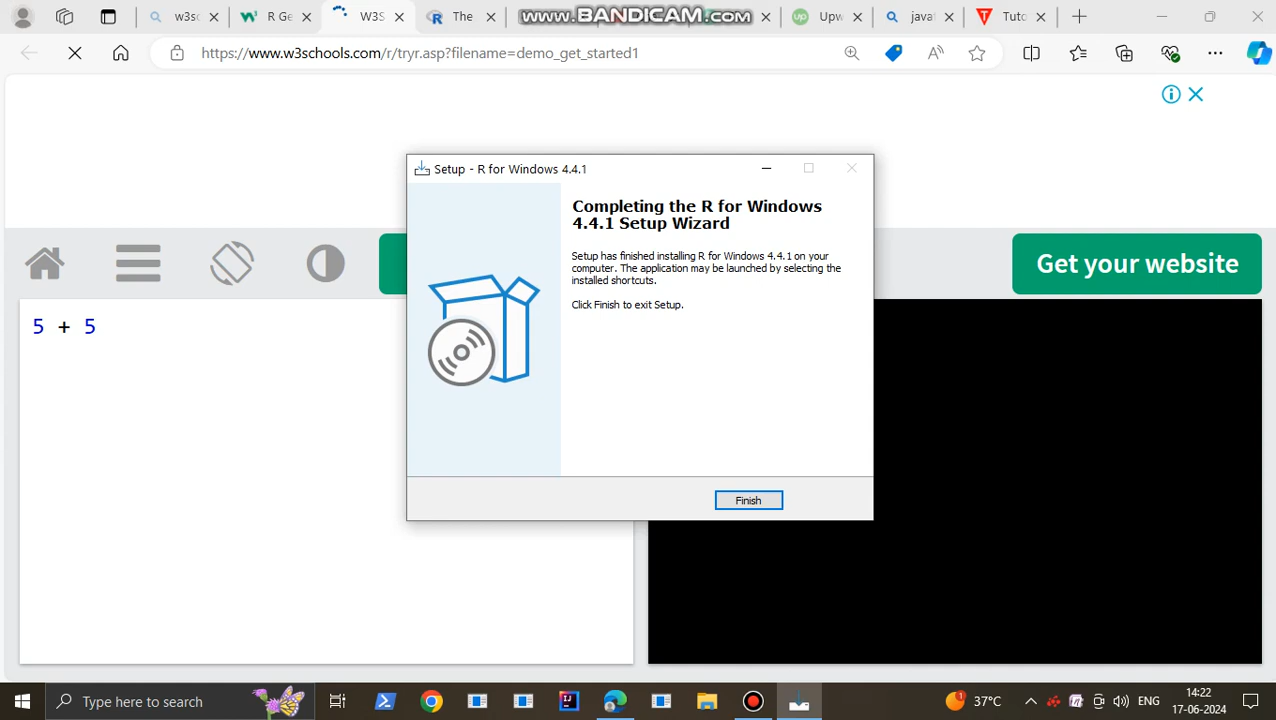 w3sc
R Ge
W3S
The
www.BANDICAM.com
Upw
java
Tuto
https://www.w3schools.com/r/tryr.asp?filename=demo_get_started1
Setup - R for Windows 4.4.1
Completing the R for Windows
4.4.1 Setup Wizard
Setup has finished installing R for Windows 4.4.1 on your
computer. The application may be launched by selecting the
installed shortcuts.
Click Finish to exit Setup.
Finish
Get your website
5 + 5
Type here to search
1
37°C
ENG
14:22
17-06-2024